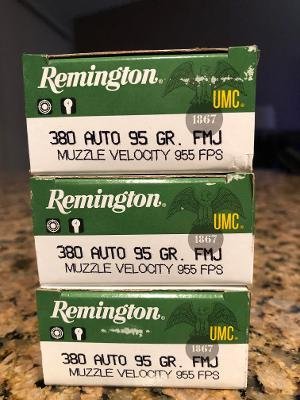 Remington®
UMC®
1867
380 AUTO 95 GR. FMJ
MUZZLE VELOCITY 955 FPS
Remington®
UMC®
1867
380 AUTO 95 GR. FMJ
MUZZLE VELOCITY 955 FPS
Remington®
UMC
1867
380 AUTO 95 GR. FMJ
MUZZLE VELOCITY 955 FPS